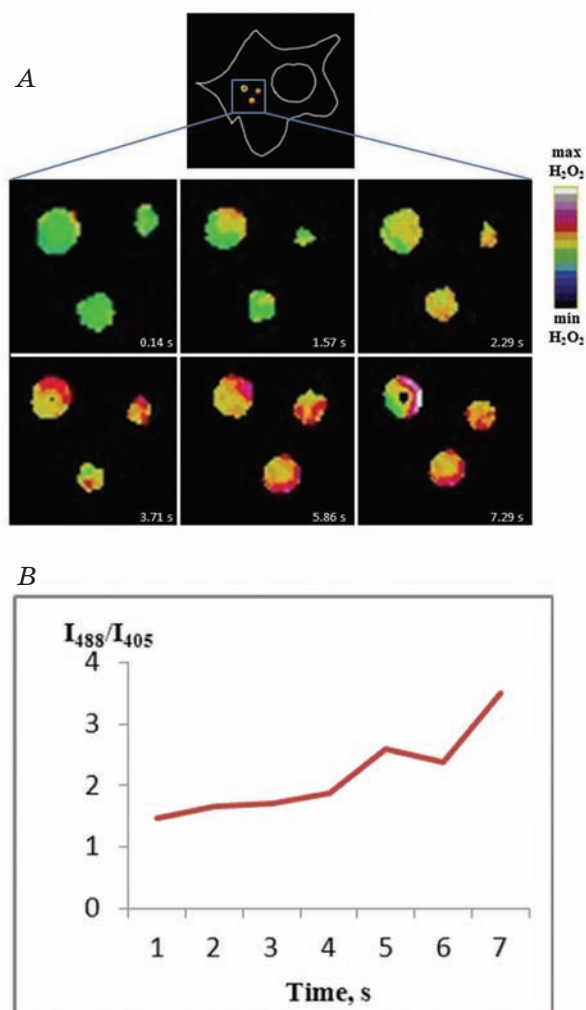 A
max
H₂O₂
min
H₂O₂
0.14 s
1.57 s
2.29 s
3.71 s
5.86 s
7.29 s
B
I₄₈₈/I₄₀₅
4
3
2
1
0
1 2 3 4 5 6 7
Time, s